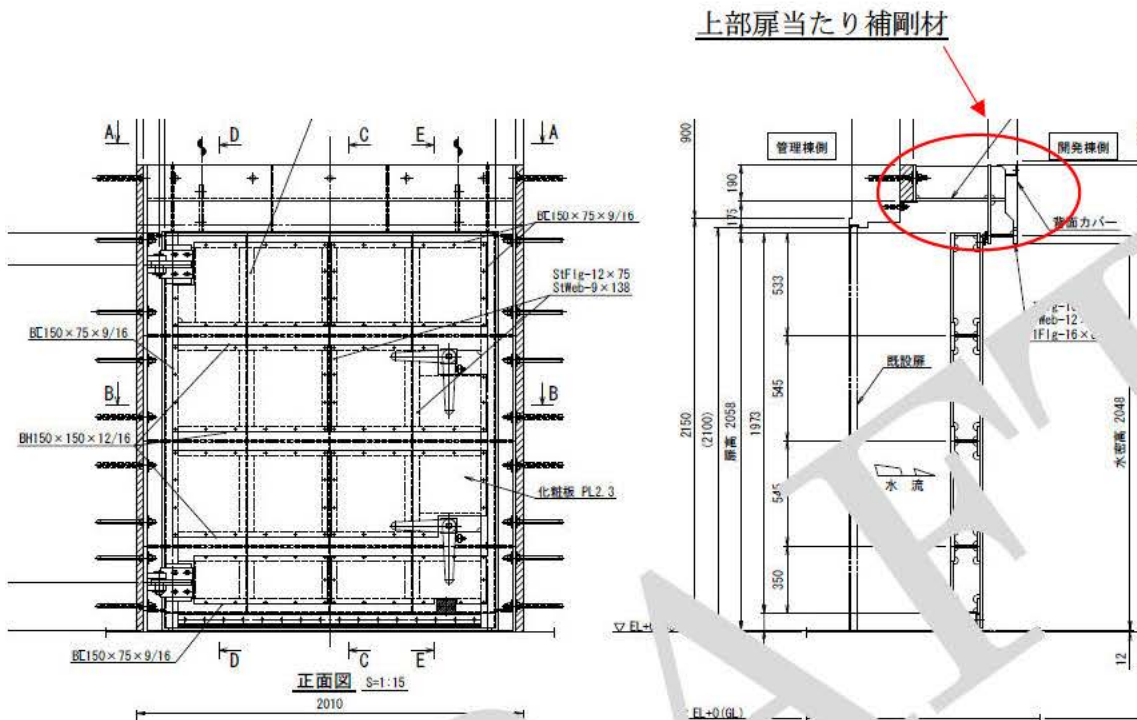 上部扉当たり補剛材
A
D
C
E
A
BC150×75×9/16
StFlg-12×75
StWeb-9×138
BC150×75×9/16
B
B
BH150×150×12/16
化粧板 PL2.3
BC150×75×9/16
D
C
E
正面図 S=1:15
2010
900
管理棟側
開発棟側
190
175
背面カバー
533
Web-12
1Flg-16×
既設扉
545
2150
(2100)
扉高 2058
1973
水密高 2048
水 流
545
350
▽ EL+
12
EL+0(GL)